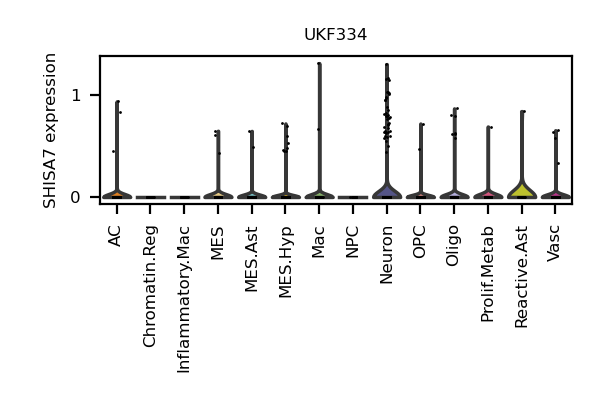 UKF334
SHISA7 expression
1
0
AC
Chromatin.Reg
Inflammatory.Mac
MES
MES.Ast
MES.Hyp
Mac
NPC
Neuron
OPC
Oligo
Prolif.Metab
Reactive.Ast
Vasc